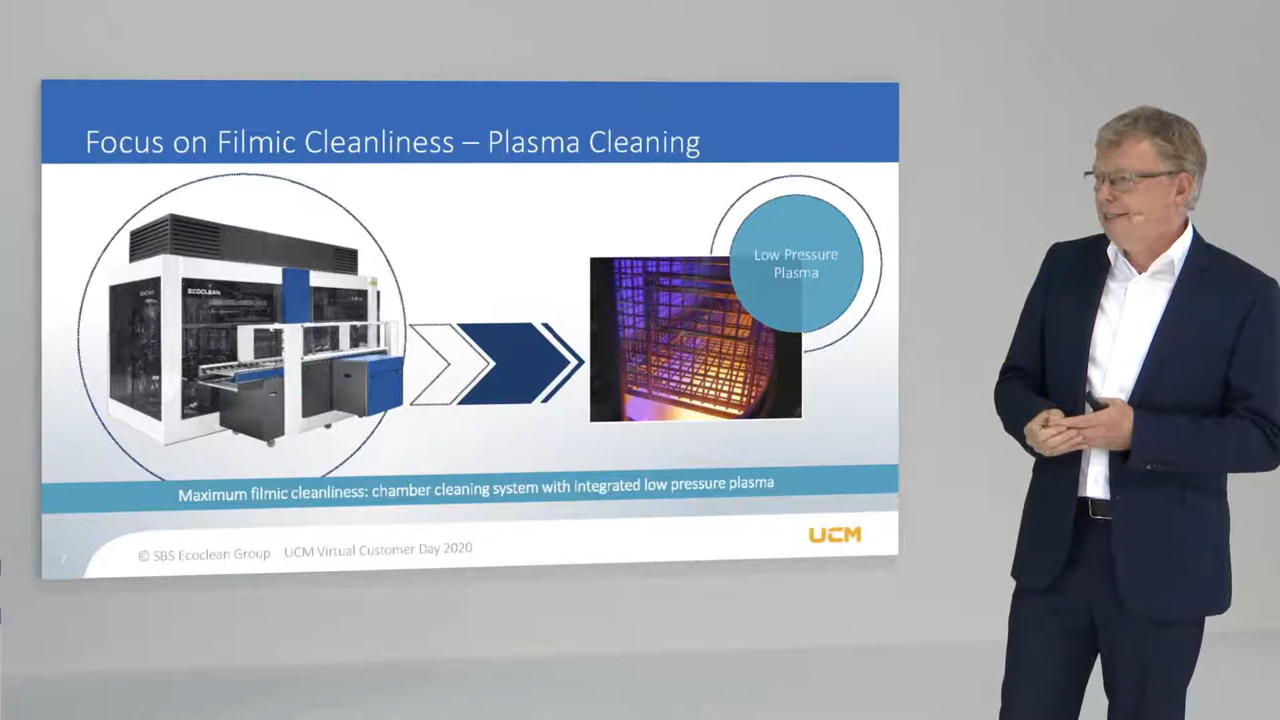 Focus on Filmic Cleanliness – Plasma Cleaning
Low Pressure
Plasma
ECOCLEAN
Maximum filmic cleanliness: chamber cleaning system with integrated low pressure plasma
7
© SBS Ecoclean Group UCM Virtual Customer Day 2020
UCM